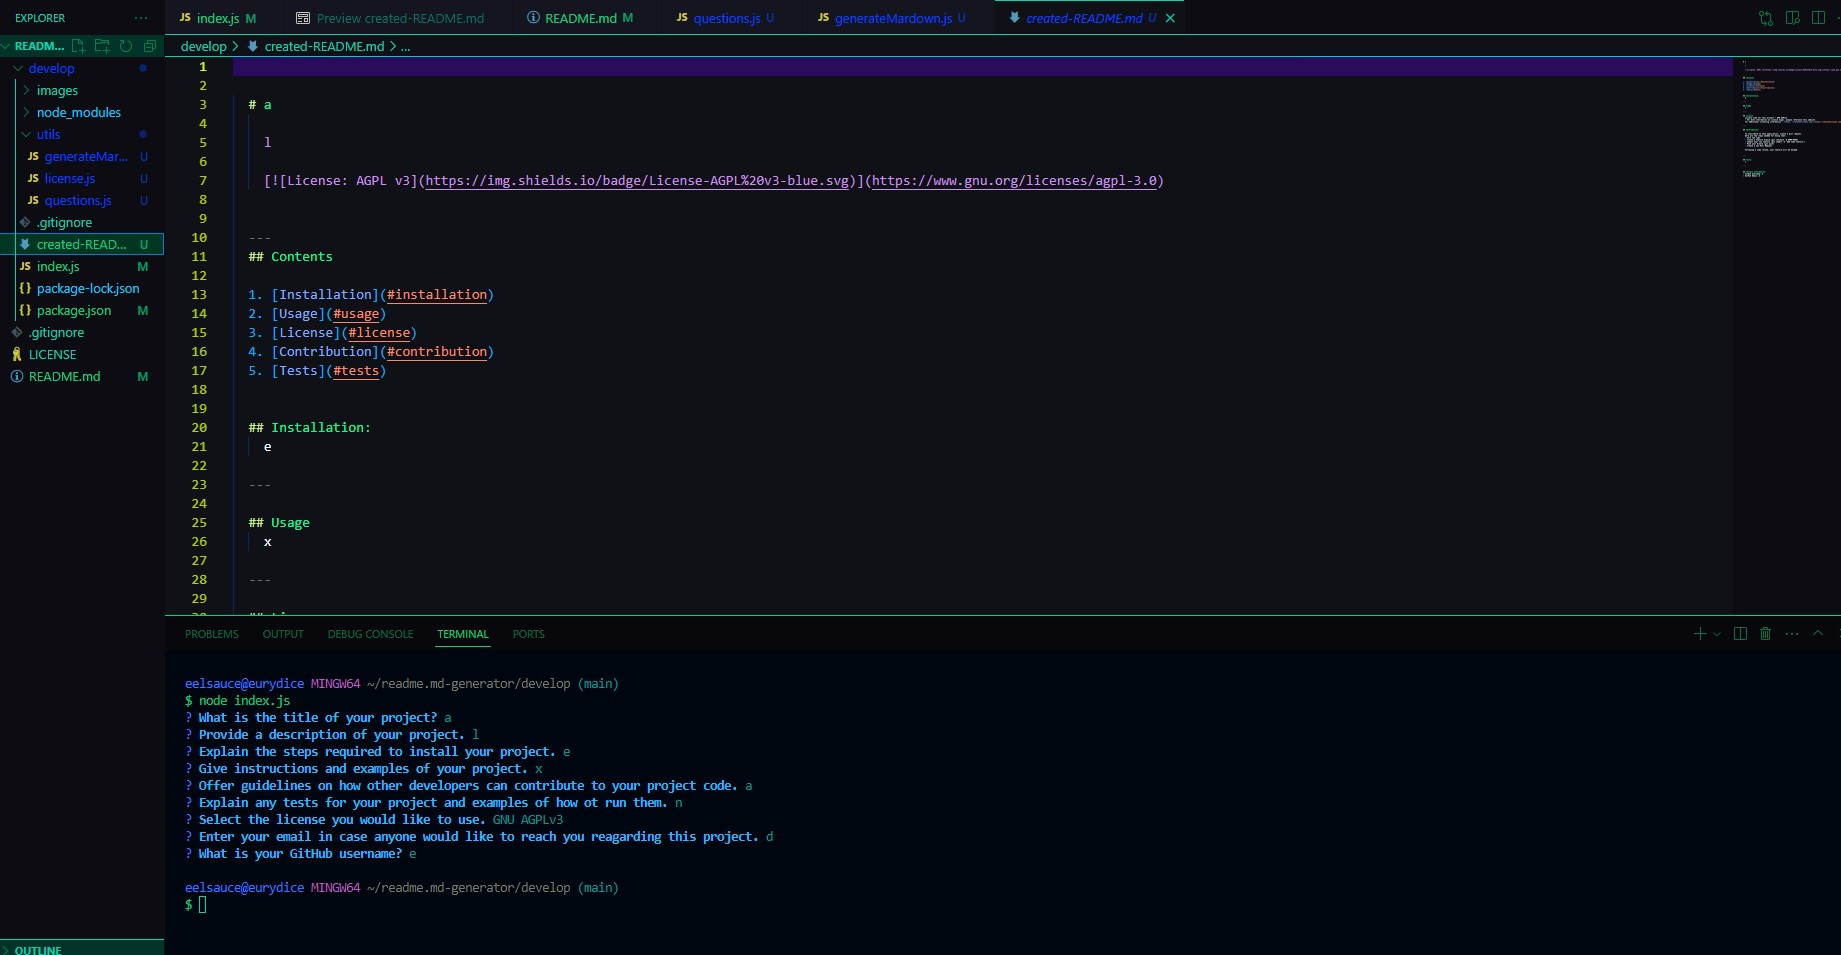 EXPLORER
READM...
develop
images
node_modules
utils
JS generateMar... U
JS license.js U
JS questions.js U
.gitignore
created-READ... U
JS index.js M
{} package-lock.json
{} package.json M
.gitignore
LICENSE
README.md M
OUTLINE
JS index.js M
Preview created-README.md
README.md M
JS questions.js U
JS generateMardown.js U
created-README.md U
develop > created-README.md > ...
1
2
3 # a
4
5 l
6
7 [![License: AGPL v3](https://img.shields.io/badge/License-AGPL%20v3-blue.svg)](https://www.gnu.org/licenses/agpl-3.0)
8
9
10 ---
11 ## Contents
12
13 1. [Installation](#installation)
14 2. [Usage](#usage)
15 3. [License](#license)
16 4. [Contribution](#contribution)
17 5. [Tests](#tests)
18
19
20 ## Installation:
21 e
22
23 ---
24
25 ## Usage
26 x
27
28 ---
29
PROBLEMS OUTPUT DEBUG CONSOLE TERMINAL PORTS
eelsauce@eurydice MINGW64 ~/readme.md-generator/develop (main)
$ node index.js
? What is the title of your project? a
? Provide a description of your project. l
? Explain the steps required to install your project. e
? Give instructions and examples of your project. x
? Offer guidelines on how other developers can contribute to your project code. a
? Explain any tests for your project and examples of how ot run them. n
? Select the license you would like to use. GNU AGPLv3
? Enter your email in case anyone would like to reach you reagarding this project. d
? What is your GitHub username? e
eelsauce@eurydice MINGW64 ~/readme.md-generator/develop (main)
$